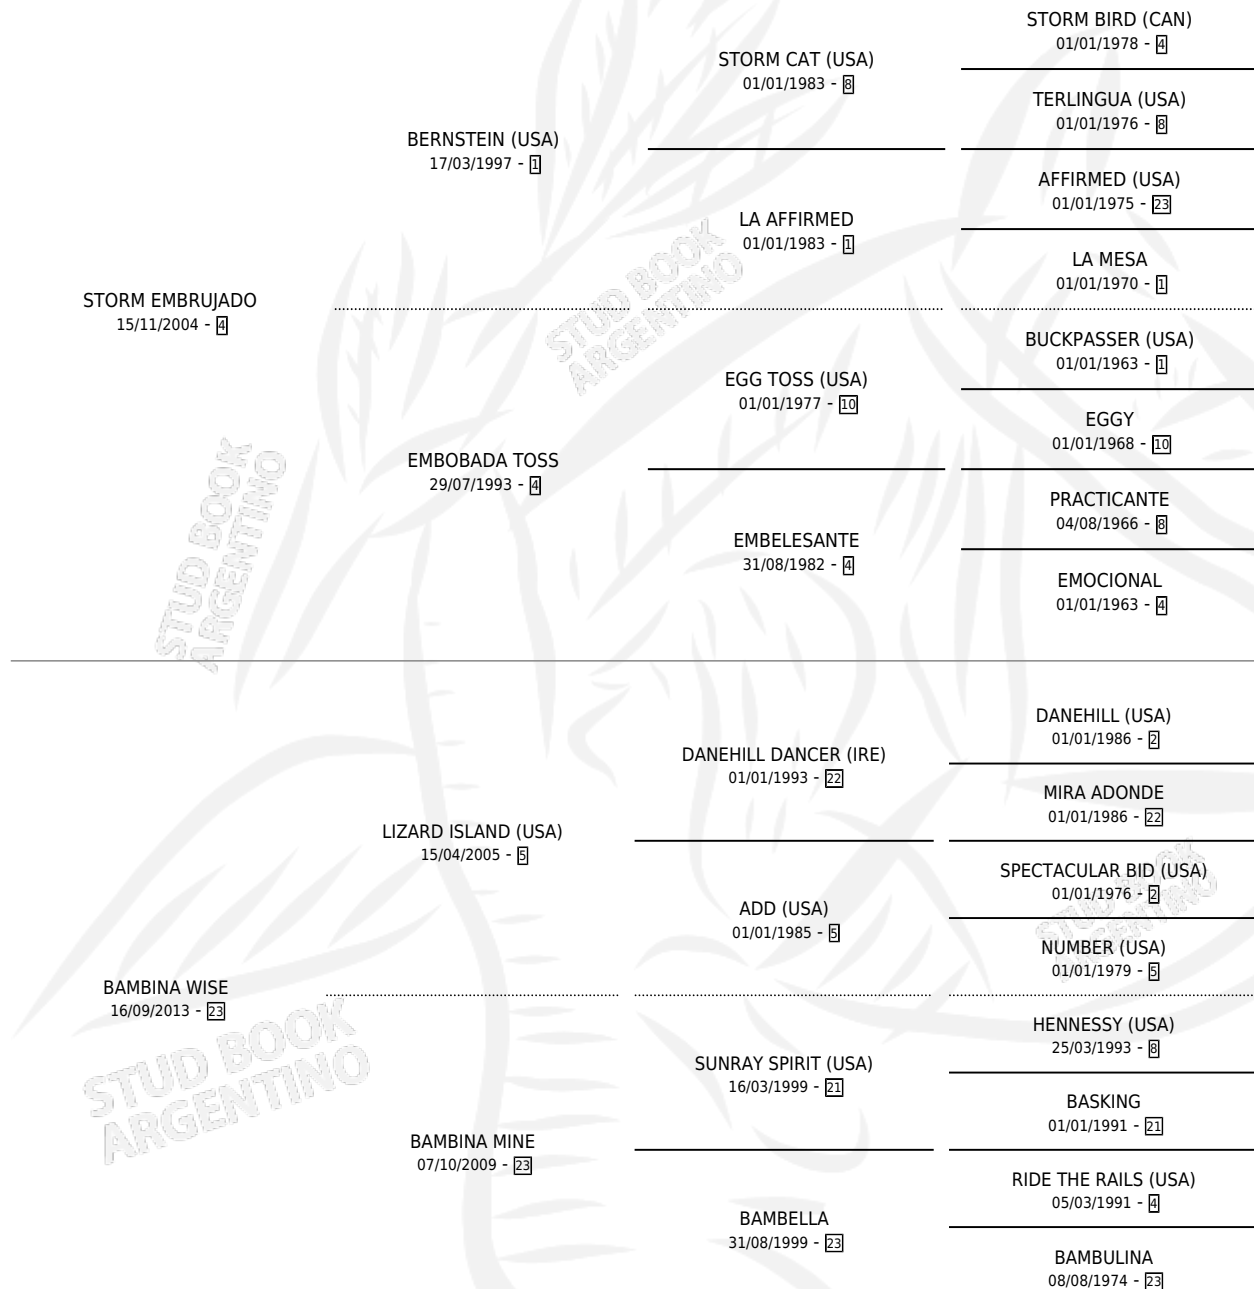 STORM EMBRUJADO
15/11/2004 - 4
BERNSTEIN (USA)
17/03/1997 - 1
STORM CAT (USA)
01/01/1983 - 8
STORM BIRD (CAN)
01/01/1978 - 4
TERLINGUA (USA)
01/01/1976 - 8
LA AFFIRMED
01/01/1983 - 1
AFFIRMED (USA)
01/01/1975 - 23
LA MESA
01/01/1970 - 1
EMBOBADA TOSS
29/07/1993 - 4
EGG TOSS (USA)
01/01/1977 - 10
BUCKPASSER (USA)
01/01/1963 - 1
EGGY
01/01/1968 - 10
EMBELESANTE
31/08/1982 - 4
PRACTICANTE
04/08/1966 - 8
EMOCIONAL
01/01/1963 - 4
BAMBINA WISE
16/09/2013 - 23
LIZARD ISLAND (USA)
15/04/2005 - 5
DANEHILL DANCER (IRE)
01/01/1993 - 22
DANEHILL (USA)
01/01/1986 - 2
MIRA ADONDE
01/01/1986 - 22
ADD (USA)
01/01/1985 - 5
SPECTACULAR BID (USA)
01/01/1976 - 2
NUMBER (USA)
01/01/1979 - 5
BAMBINA MINE
07/10/2009 - 23
SUNRAY SPIRIT (USA)
16/03/1999 - 21
HENNESSY (USA)
25/03/1993 - 8
BASKING
01/01/1991 - 21
BAMBELLA
31/08/1999 - 23
RIDE THE RAILS (USA)
05/03/1991 - 4
BAMBULINA
08/08/1974 - 23
STUD BOOK
ARGENTINO
STUD BOOK
ARGENTINO
STUD BOOK
ARGENTINO
STUD BOOK
ARGENTINO